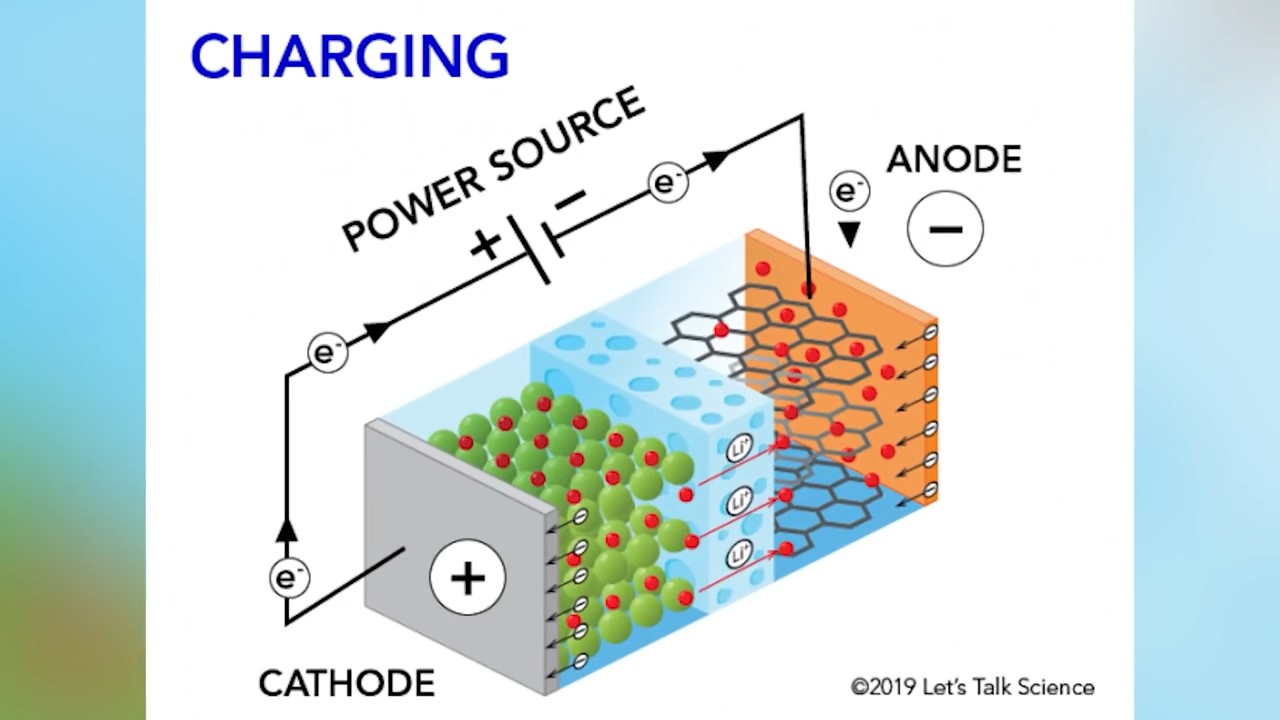 CHARGING
POWER SOURCE
+ −
e⁻
e⁻
e⁻
e⁻
ANODE
−
Li⁺
Li⁺
Li⁺
+
CATHODE
©2019 Let's Talk Science